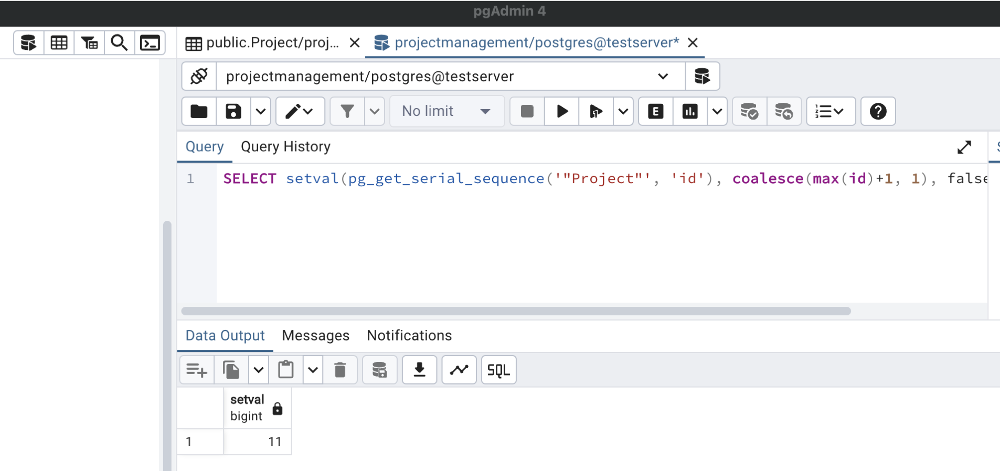 pgAdmin 4
public.Project/proj...
projectmanagement/postgres@testserver*
projectmanagement/postgres@testserver
No limit
E
Query
Query History
1 SELECT setval(pg_get_serial_sequence('"Project"', 'id'), coalesce(max(id)+1, 1), false
Data Output
Messages
Notifications
SQL
setval
bigint
1 11